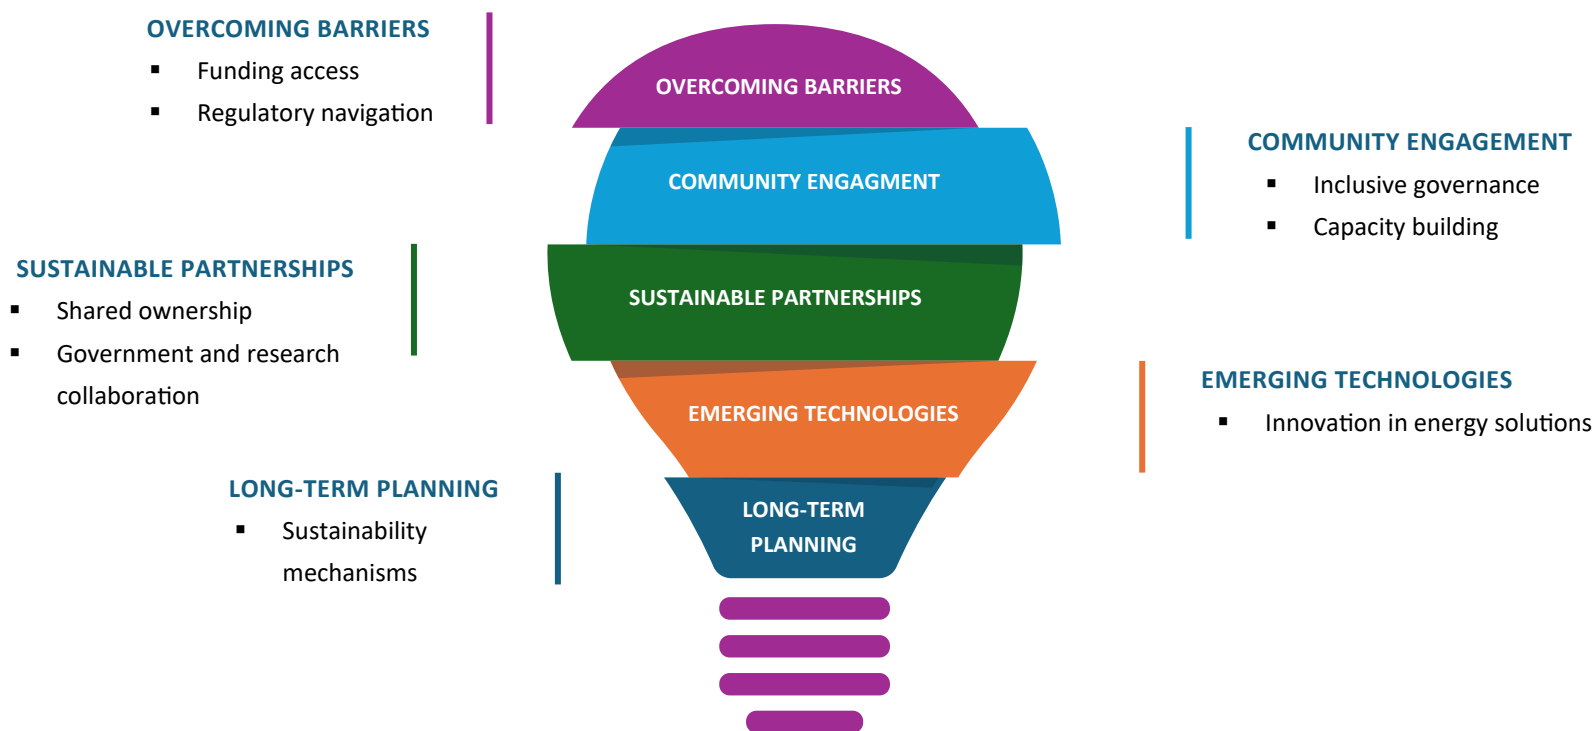 OVERCOMING BARRIERS
▪ Funding access
▪ Regulatory navigation
OVERCOMING BARRIERS
COMMUNITY ENGAGMENT
COMMUNITY ENGAGEMENT
▪ Inclusive governance
▪ Capacity building
SUSTAINABLE PARTNERSHIPS
▪ Shared ownership
▪ Government and research
collaboration
SUSTAINABLE PARTNERSHIPS
EMERGING TECHNOLOGIES
EMERGING TECHNOLOGIES
▪ Innovation in energy solutions
LONG-TERM PLANNING
▪ Sustainability
mechanisms
LONG-TERM
PLANNING